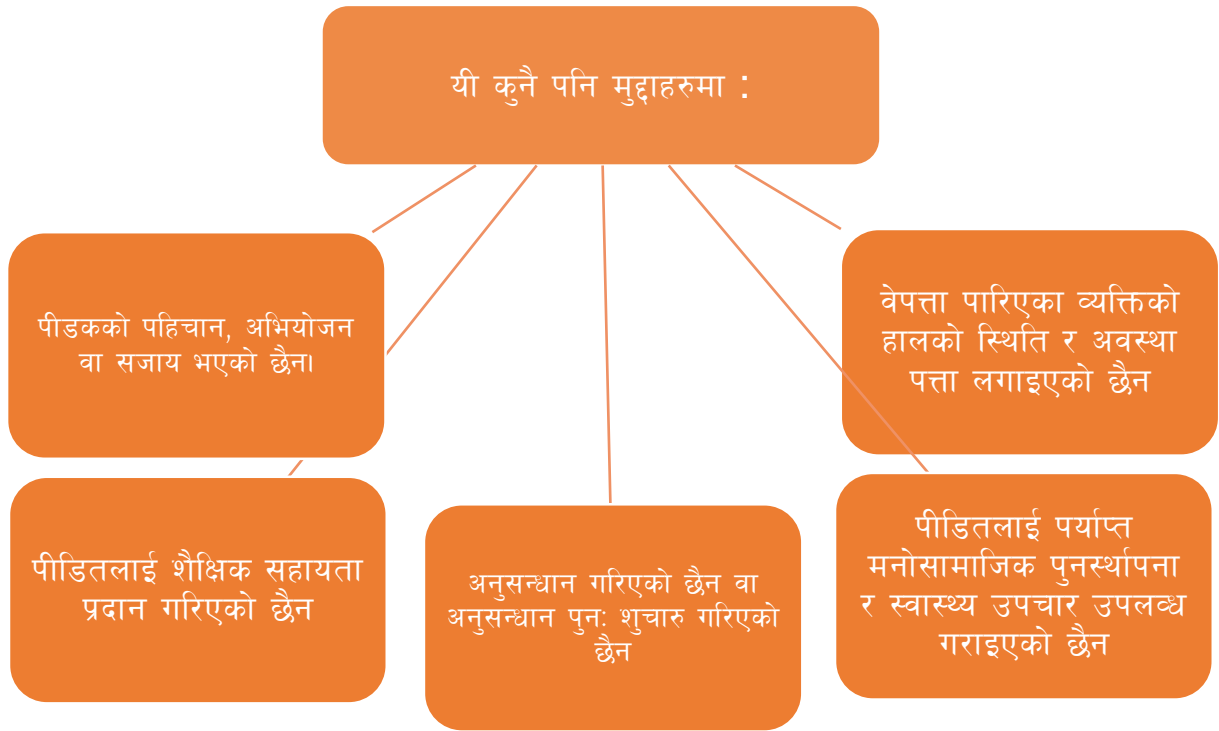 यी कुनै पनि मुद्दाहरुमा :
पीडकको पहिचान, अभियोजन
वा सजाय भएको छैन।
वेपत्ता पारिएका व्यक्तिको
हालको स्थिति र अवस्था
पत्ता लगाइएको छैन
पीडितलाई शैक्षिक सहायता
प्रदान गरिएको छैन
अनुसन्धान गरिएको छैन वा
अनुसन्धान पुनः शुचारु गरिएको
छैन
पीडितलाई पर्याप्त
मनोसामाजिक पुनर्स्थापना
र स्वास्थ्य उपचार उपलव्ध
गराइएको छैन